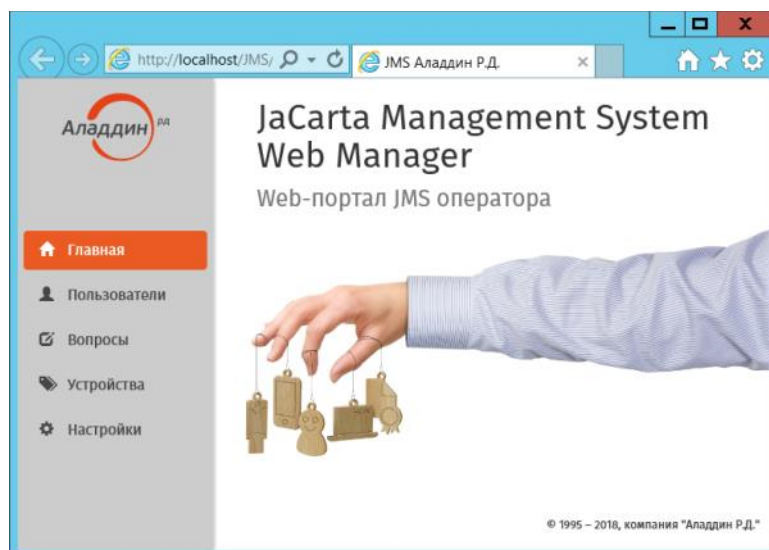 http://localhost/JMS/
JMS Аладдин Р.Д.
Аладдин РД
JaCarta Management System
Web Manager
Web-портал JMS оператора
Главная
Пользователи
Вопросы
Устройства
Настройки
© 1995 – 2018, компания "Аладдин Р.Д."